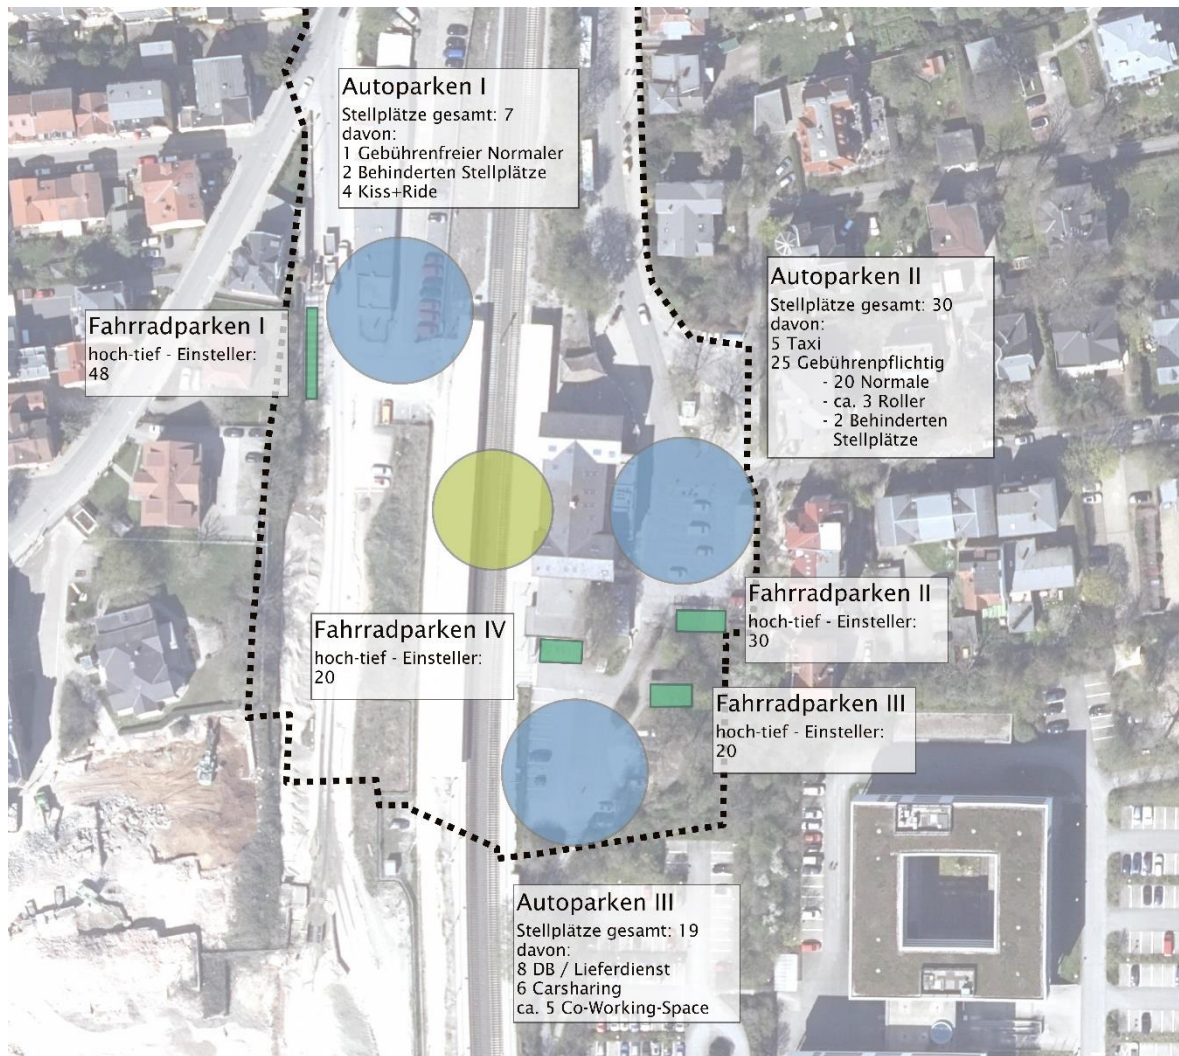 Autoparken I
Stellplätze gesamt: 7
davon:
1 Gebührenfreier Normaler
2 Behinderten Stellplätze
4 Kiss+Ride
Autoparken II
Stellplätze gesamt: 30
davon:
5 Taxi
25 Gebührenpflichtig
- 20 Normale
- ca. 3 Roller
- 2 Behinderten
Stellplätze
Fahrradparken I
hoch-tief - Einsteller:
48
Fahrradparken II
hoch-tief - Einsteller:
30
Fahrradparken IV
hoch-tief - Einsteller:
20
Fahrradparken III
hoch-tief - Einsteller:
20
Autoparken III
Stellplätze gesamt: 19
davon:
8 DB / Lieferdienst
6 Carsharing
ca. 5 Co-Working-Space